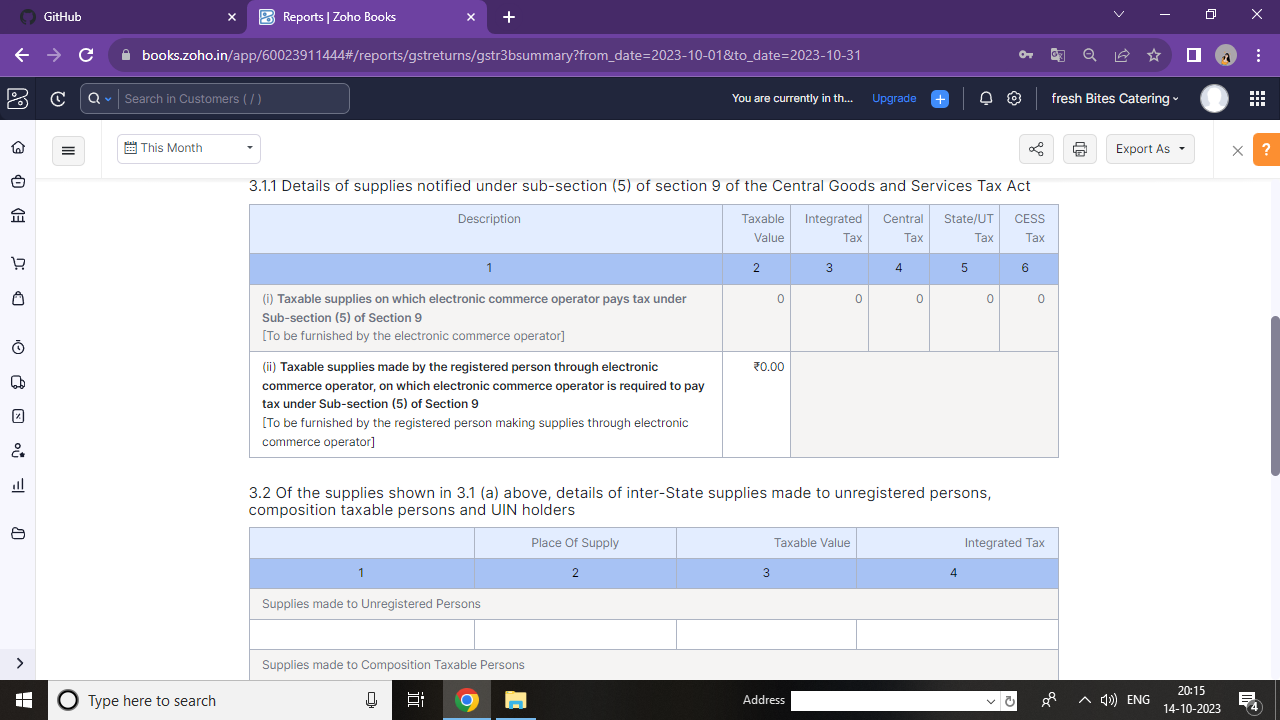 GitHub
Reports | Zoho Books
books.zoho.in/app/60023911444#/reports/gstreturns/gstr3bsummary?from_date=2023-10-01&to_date=2023-10-31
Search in Customers ( / )
You are currently in th...
Upgrade
fresh Bites Catering
This Month
Export As
?
3.1.1 Details of supplies notified under sub-section (5) of section 9 of the Central Goods and Services Tax Act
Description
Taxable
Value
Integrated
Tax
Central
Tax
State/UT
Tax
CESS
Tax
1 2 3 4 5 6
(i) Taxable supplies on which electronic commerce operator pays tax under
Sub-section (5) of Section 9
[To be furnished by the electronic commerce operator]
0 0 0 0 0
(ii) Taxable supplies made by the registered person through electronic
commerce operator, on which electronic commerce operator is required to pay
tax under Sub-section (5) of Section 9
[To be furnished by the registered person making supplies through electronic
commerce operator]
₹0.00
3.2 Of the supplies shown in 3.1 (a) above, details of inter-State supplies made to unregistered persons,
composition taxable persons and UIN holders
Place Of Supply Taxable Value Integrated Tax
1 2 3 4
Supplies made to Unregistered Persons
Supplies made to Composition Taxable Persons
Type here to search
Address
ENG
20:15
14-10-2023
4